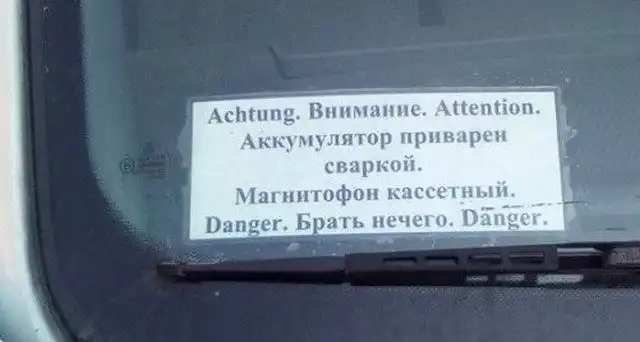 Achtung. Внимание. Attention.
Аккумулятор приварен
сваркой.
Магнитофон кассетный.
Danger. Брать нечего. Danger.